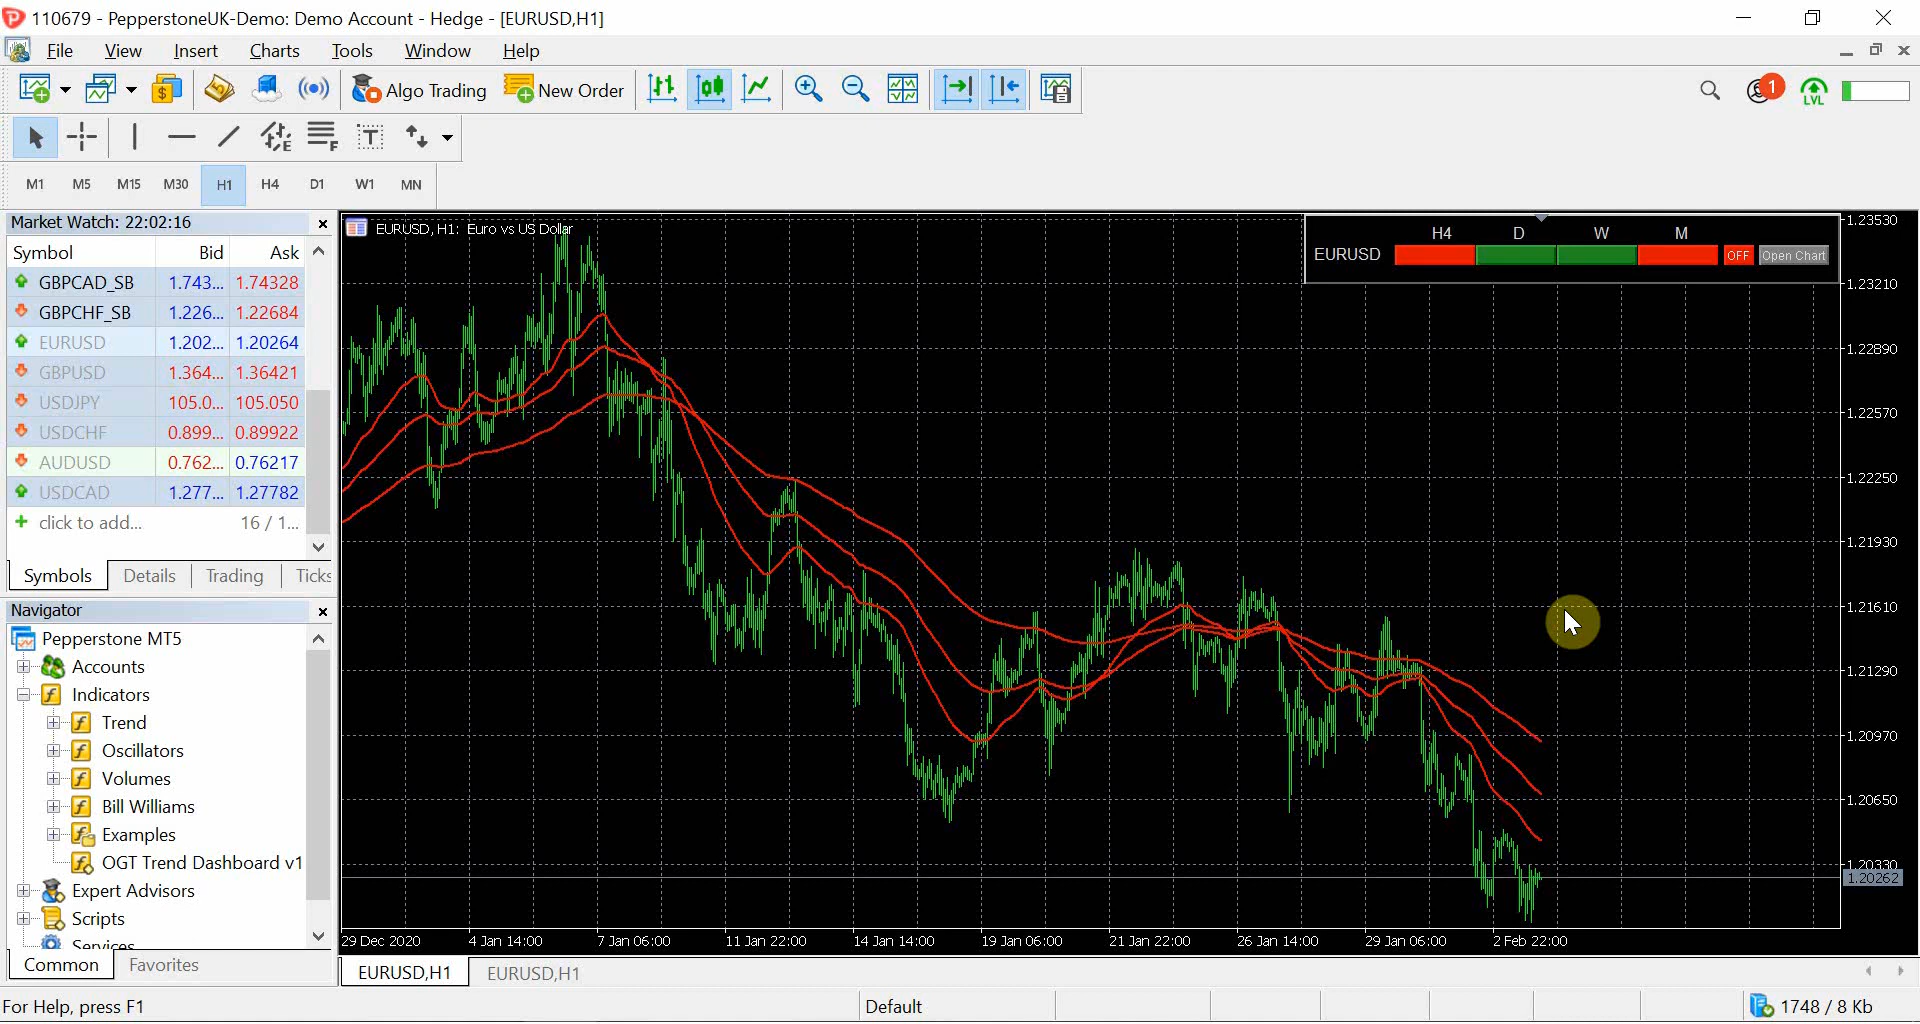 110679 - PepperstoneUK-Demo: Demo Account - Hedge - [EURUSD,H1]
File View Insert Charts Tools Window Help
Algo Trading New Order
1
LVL
E F T
M1 M5 M15 M30 H1 H4 D1 W1 MN
Market Watch: 22:02:16
Symbol Bid Ask
GBPCAD_SB 1.743... 1.74328
GBPCHF_SB 1.226... 1.22684
EURUSD 1.202... 1.20264
GBPUSD 1.364... 1.36421
USDJPY 105.0... 105.050
USDCHF 0.899... 0.89922
AUDUSD 0.762... 0.76217
USDCAD 1.277... 1.27782
click to add... 16 / 1...
Symbols Details Trading Ticks
Navigator
Pepperstone MT5
Accounts
Indicators
Trend
Oscillators
Volumes
Bill Williams
Examples
OGT Trend Dashboard v1
Expert Advisors
Scripts
Services
Common Favorites
EURUSD, H1: Euro vs US Dollar
H4 D W M
EURUSD OFF Open Chart
1.23530
1.23210
1.22890
1.22570
1.22250
1.21930
1.21610
1.21290
1.20970
1.20650
1.20330
1.20262
29 Dec 2020 4 Jan 14:00 7 Jan 06:00 11 Jan 22:00 14 Jan 14:00 19 Jan 06:00 21 Jan 22:00 26 Jan 14:00 29 Jan 06:00 2 Feb 22:00
EURUSD,H1 EURUSD,H1
For Help, press F1 Default 1748 / 8 Kb